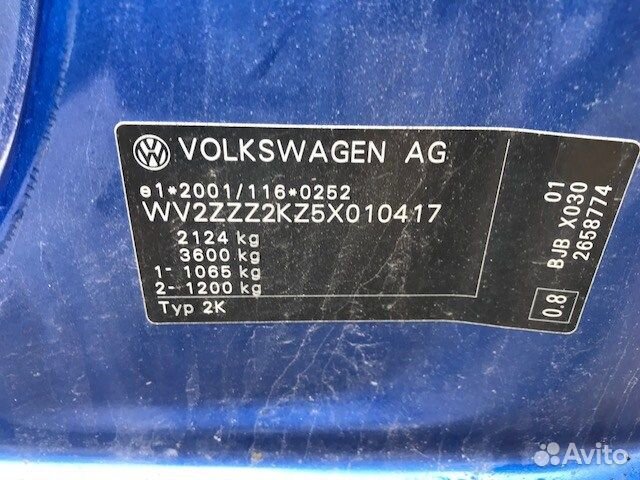 VOLKSWAGEN AG
e1*2001/116*0252
WV2ZZZ2KZ5X010417
2124 kg
3600 kg
1- 1065 kg
2- 1200 kg
Typ 2K
01
BJB X030
2658774
0.8
Avito